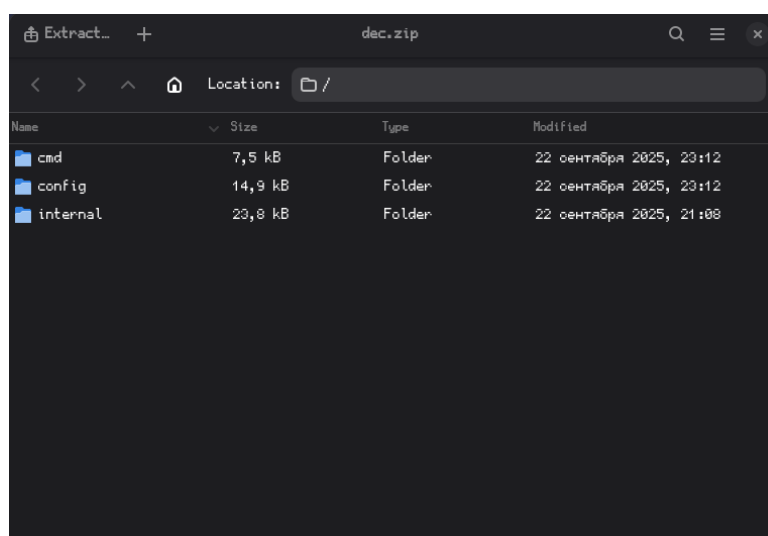 Extract… dec.zip
Location: /
Name Size Type Modified
cmd 7,5 kB Folder 22 сентября 2025, 23:12
config 14,9 kB Folder 22 сентября 2025, 23:12
internal 23,8 kB Folder 22 сентября 2025, 21:08